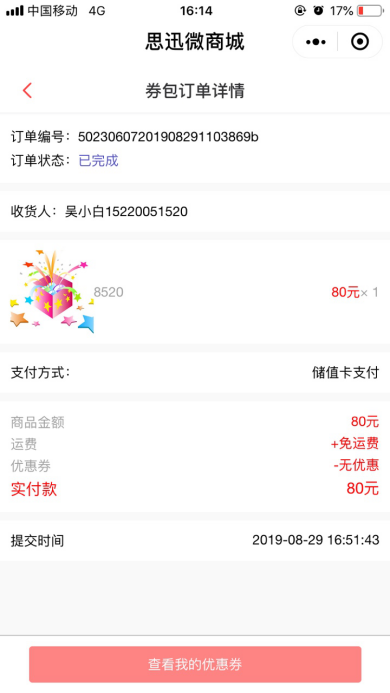 中国移动 4G 16:14 17%
思迅微商城
券包订单详情
订单编号：50230607201908291103869b
订单状态：已完成
收货人：吴小白15220051520
8520 80元× 1
支付方式： 储值卡支付
商品金额 80元
运费 +免运费
优惠券 -无优惠
实付款 80元
提交时间 2019-08-29 16:51:43
查看我的优惠券